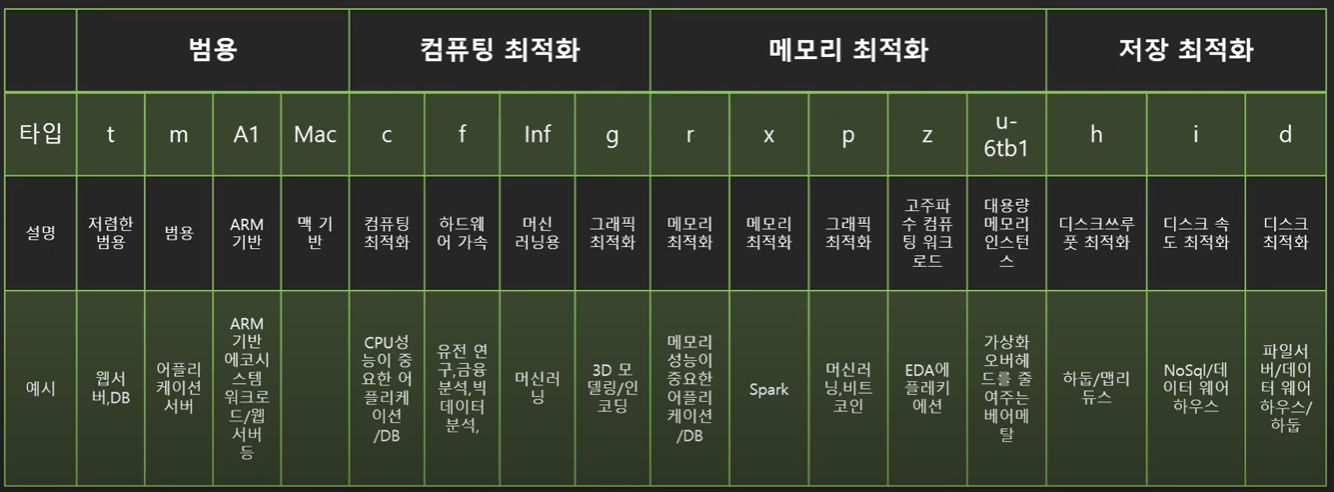 범용 컴퓨팅 최적화 메모리 최적화 저장 최적화
타입 t m A1 Mac c f Inf g r x p z u-6tb1 h i d
설명
저렴한
범용
범용
ARM
기반
맥 기
반
컴퓨팅
최적화
하드웨
어 가속
머신
러닝용
그래픽
최적화
메모리
최적화
메모리
최적화
그래픽
최적화
고주파
수 컴퓨
팅 워크
로드
대용량
메모리
인스턴
스
디스크쓰루
풋 최적화
디스크 속
도 최적화
디스크
최적화
예시
웹서
버,DB
어플리
케이션
서버
ARM
기반
에코시
스템
워크로
드/웹
서버
등
CPU성
능이 중
요한 어
플리케
이션
/DB
유전 연
구,금융
분석,빅
데이터
분석,
머신러
닝
3D 모
델링/인
코딩
메모리
성능이
중요한
어플리
케이션
/DB
Spark
머신러
닝,비트
코인
EDA에
플레키
에션
가상화
오버헤
드를 줄
여주는
베어메
탈
하둡/맵리
듀스
NoSql/데
이터 웨어
하우스
파일서
버/데이
터 웨어
하우스/
하둡